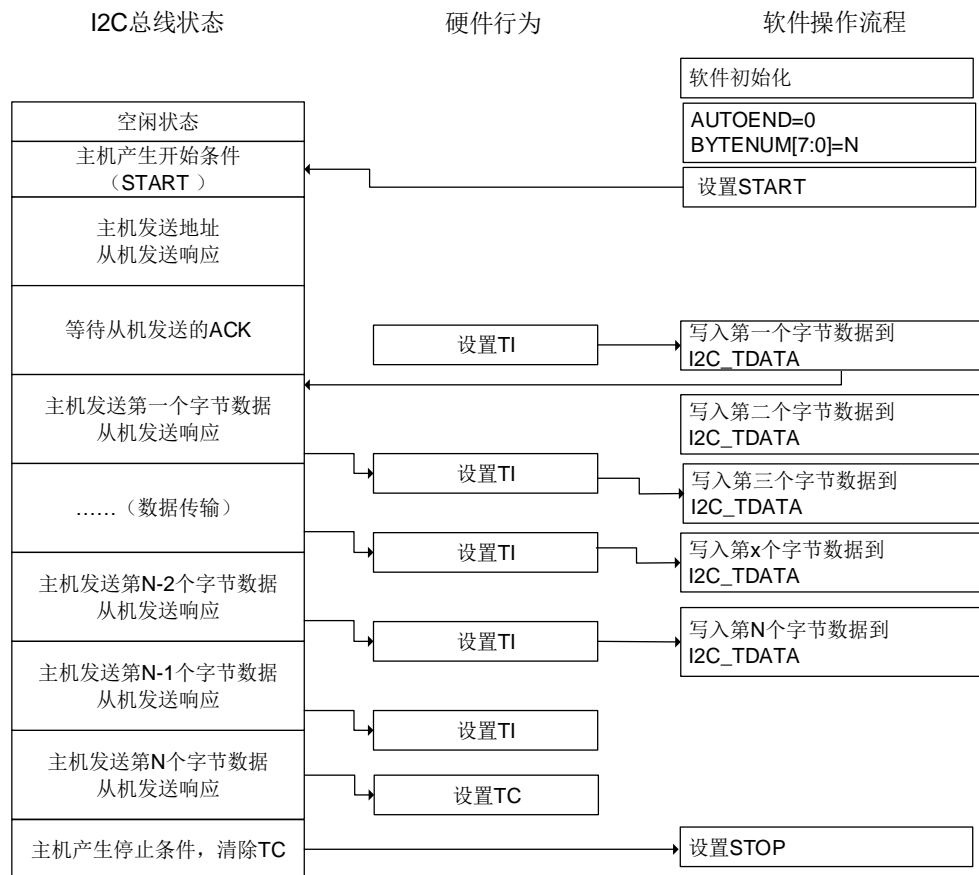 I2C总线状态
硬件行为
软件操作流程
软件初始化
空闲状态
AUTOEND=0
BYTENUM[7:0]=N
主机产生开始条件
（START ）
设置START
主机发送地址
从机发送响应
等待从机发送的ACK
设置TI
写入第一个字节数据到
I2C_TDATA
主机发送第一个字节数据
从机发送响应
写入第二个字节数据到
I2C_TDATA
设置TI
写入第三个字节数据到
I2C_TDATA
……（数据传输）
设置TI
写入第x个字节数据到
I2C_TDATA
主机发送第N-2个字节数据
从机发送响应
设置TI
写入第N个字节数据到
I2C_TDATA
主机发送第N-1个字节数据
从机发送响应
设置TI
主机发送第N个字节数据
从机发送响应
设置TC
主机产生停止条件，清除TC
设置STOP